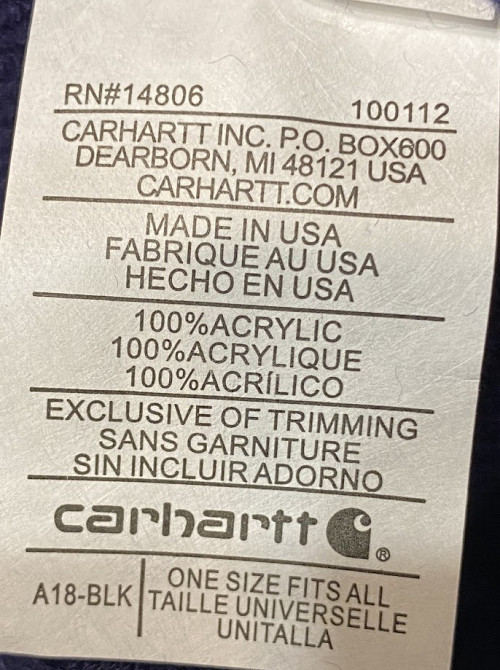 RN#14806 100112
CARHARTT INC. P.O. BOX600
DEARBORN, MI 48121 USA
CARHARTT.COM
MADE IN USA
FABRIQUE AU USA
HECHO EN USA
100%ACRYLIC
100%ACRYLIQUE
100%ACRÍLICO
EXCLUSIVE OF TRIMMING
SANS GARNITURE
SIN INCLUIR ADORNO
carhartt ®
A18-BLK
ONE SIZE FITS ALL
TAILLE UNIVERSELLE
UNITALLA